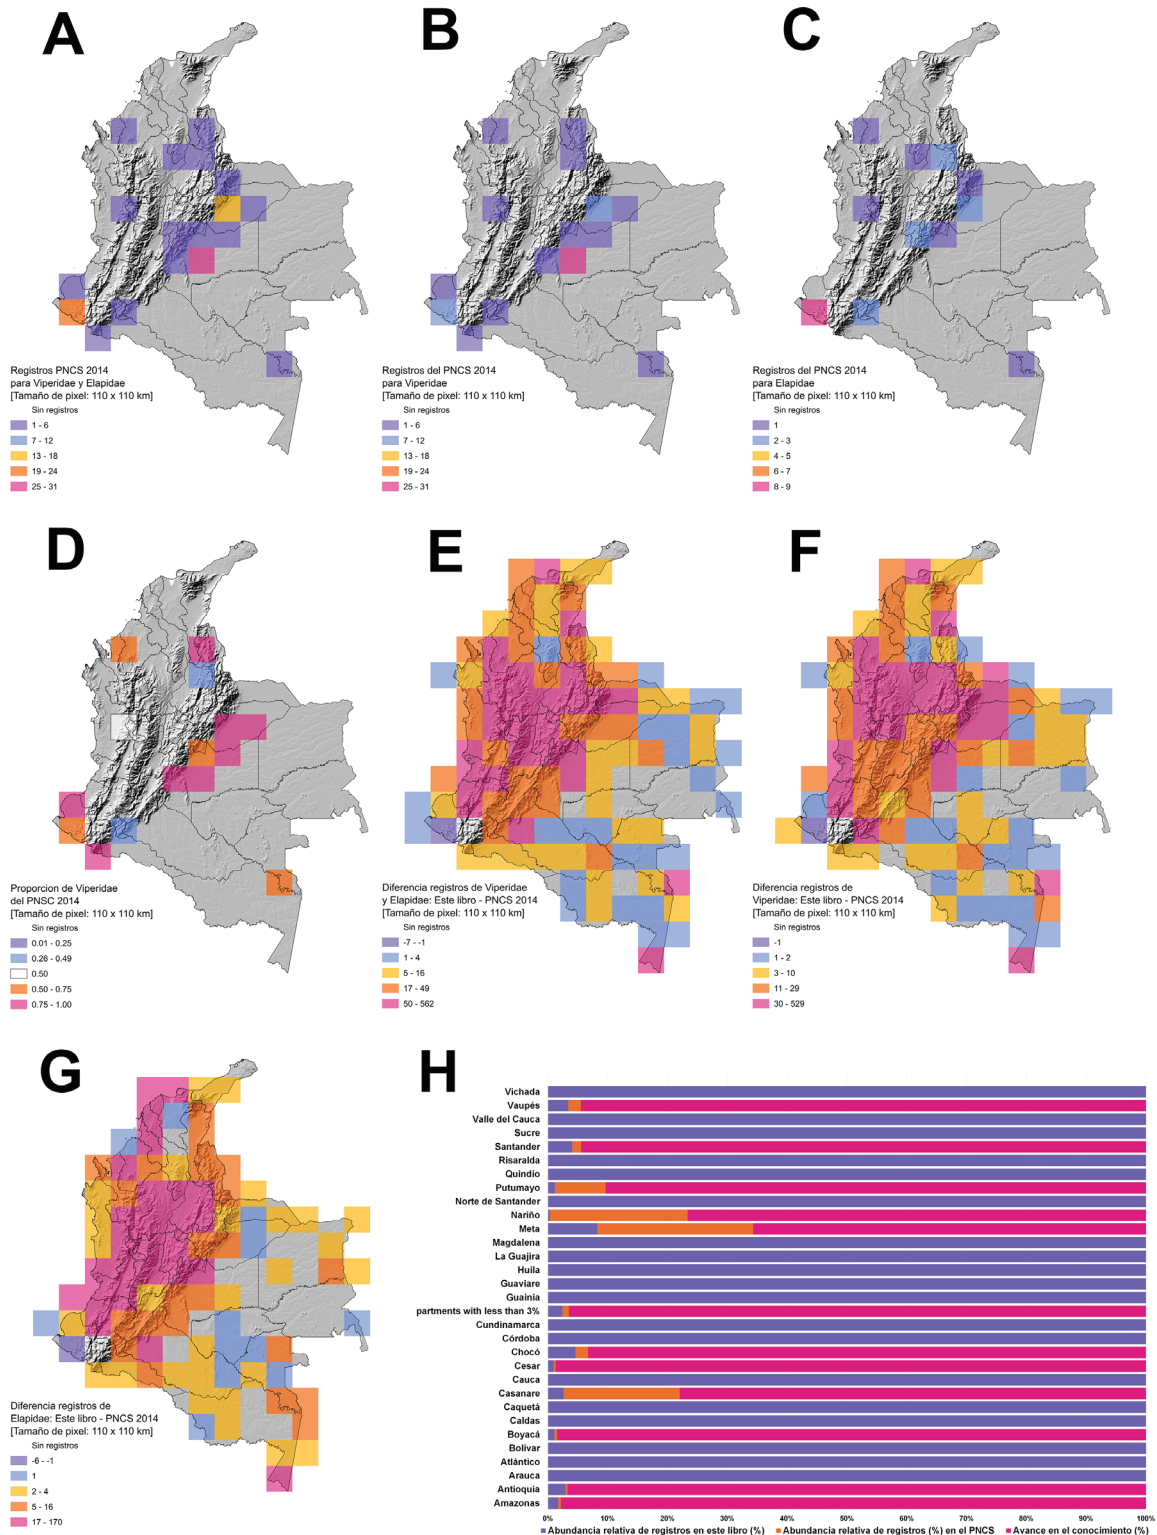 A
B
C
Registros PNCS 2014
para Viperidae y Elapidae
[Tamaño de pixel: 110 x 110 km]
Sin registros
1 - 6
7 - 12
13 - 18
19 - 24
25 - 31
Registros del PNCS 2014
para Viperidae
[Tamaño de pixel: 110 x 110 km]
Sin registros
1 - 6
7 - 12
13 - 18
19 - 24
25 - 31
Registros del PNCS 2014
para Elapidae
[Tamaño de pixel: 110 x 110 km]
Sin registros
1
2 - 3
4 - 5
6 - 7
8 - 9
D
E
F
Proporcion de Viperidae
del PNSC 2014
[Tamaño de pixel: 110 x 110 km]
Sin registros
0.01 - 0.25
0.26 - 0.49
0.50
0.50 - 0.75
0.75 - 1.00
Diferencia registros de Viperidae
y Elapidae: Este libro - PNCS 2014
[Tamaño de pixel: 110 x 110 km]
Sin registros
-7 - -1
1 - 4
5 - 16
17 - 49
50 - 562
Diferencia registros de
Viperidae: Este libro - PNCS 2014
[Tamaño de pixel: 110 x 110 km]
Sin registros
-1
1 - 2
3 - 10
11 - 29
30 - 529
G
Diferencia registros de
Elapidae: Este libro - PNCS 2014
[Tamaño de pixel: 110 x 110 km]
Sin registros
-6 - -1
1
2 - 4
5 - 16
17 - 170
H
Vichada
Vaupés
Valle del Cauca
Sucre
Santander
Risaralda
Quindío
Putumayo
Norte de Santander
Nariño
Meta
Magdalena
La Guajira
Huila
Guaviare
Guainia
partments with less than 3%
Cundinamarca
Córdoba
Chocó
Cesar
Cauca
Casanare
Caquetá
Caldas
Boyacá
Bolívar
Atlántico
Arauca
Antioquia
Amazonas
0% 10% 20% 30% 40% 50% 60% 70% 80% 90% 100%
Abundancia relativa de registros en este libro (%) Abundancia relativa de registros (%) en el PNCS Avance en el conocimiento (%)